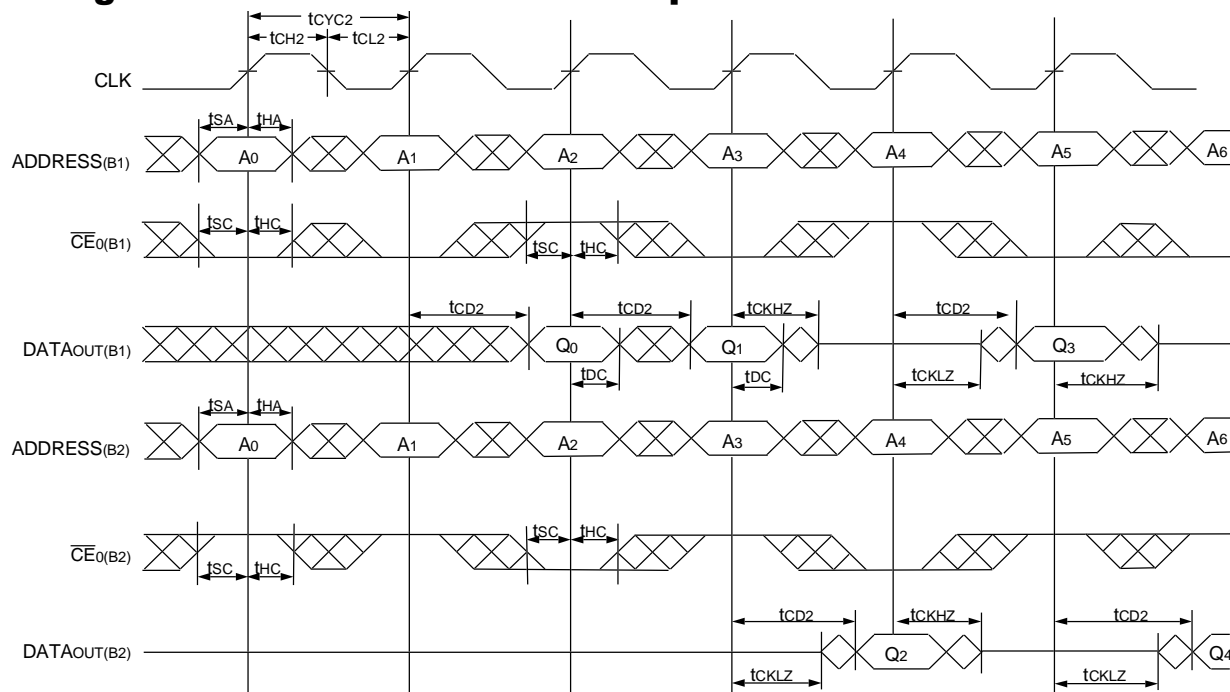 tCYC2
tCH2 tCL2
CLK
tSA tHA
ADDRESS(B1) A0 A1 A2 A3 A4 A5 A6
tSC tHC
CE0(B1) tSC tHC
tCD2 tCD2 tCKHZ tCD2
DATAOUT(B1) Q0 Q1 Q3
tDC tDC tCKLZ tCKHZ
tSA tHA
ADDRESS(B2) A0 A1 A2 A3 A4 A5 A6
tSC tHC
CE0(B2)
tSC tHC
tCD2 tCKHZ tCD2
DATAOUT(B2) Q2 Q4
tCKLZ tCKLZ